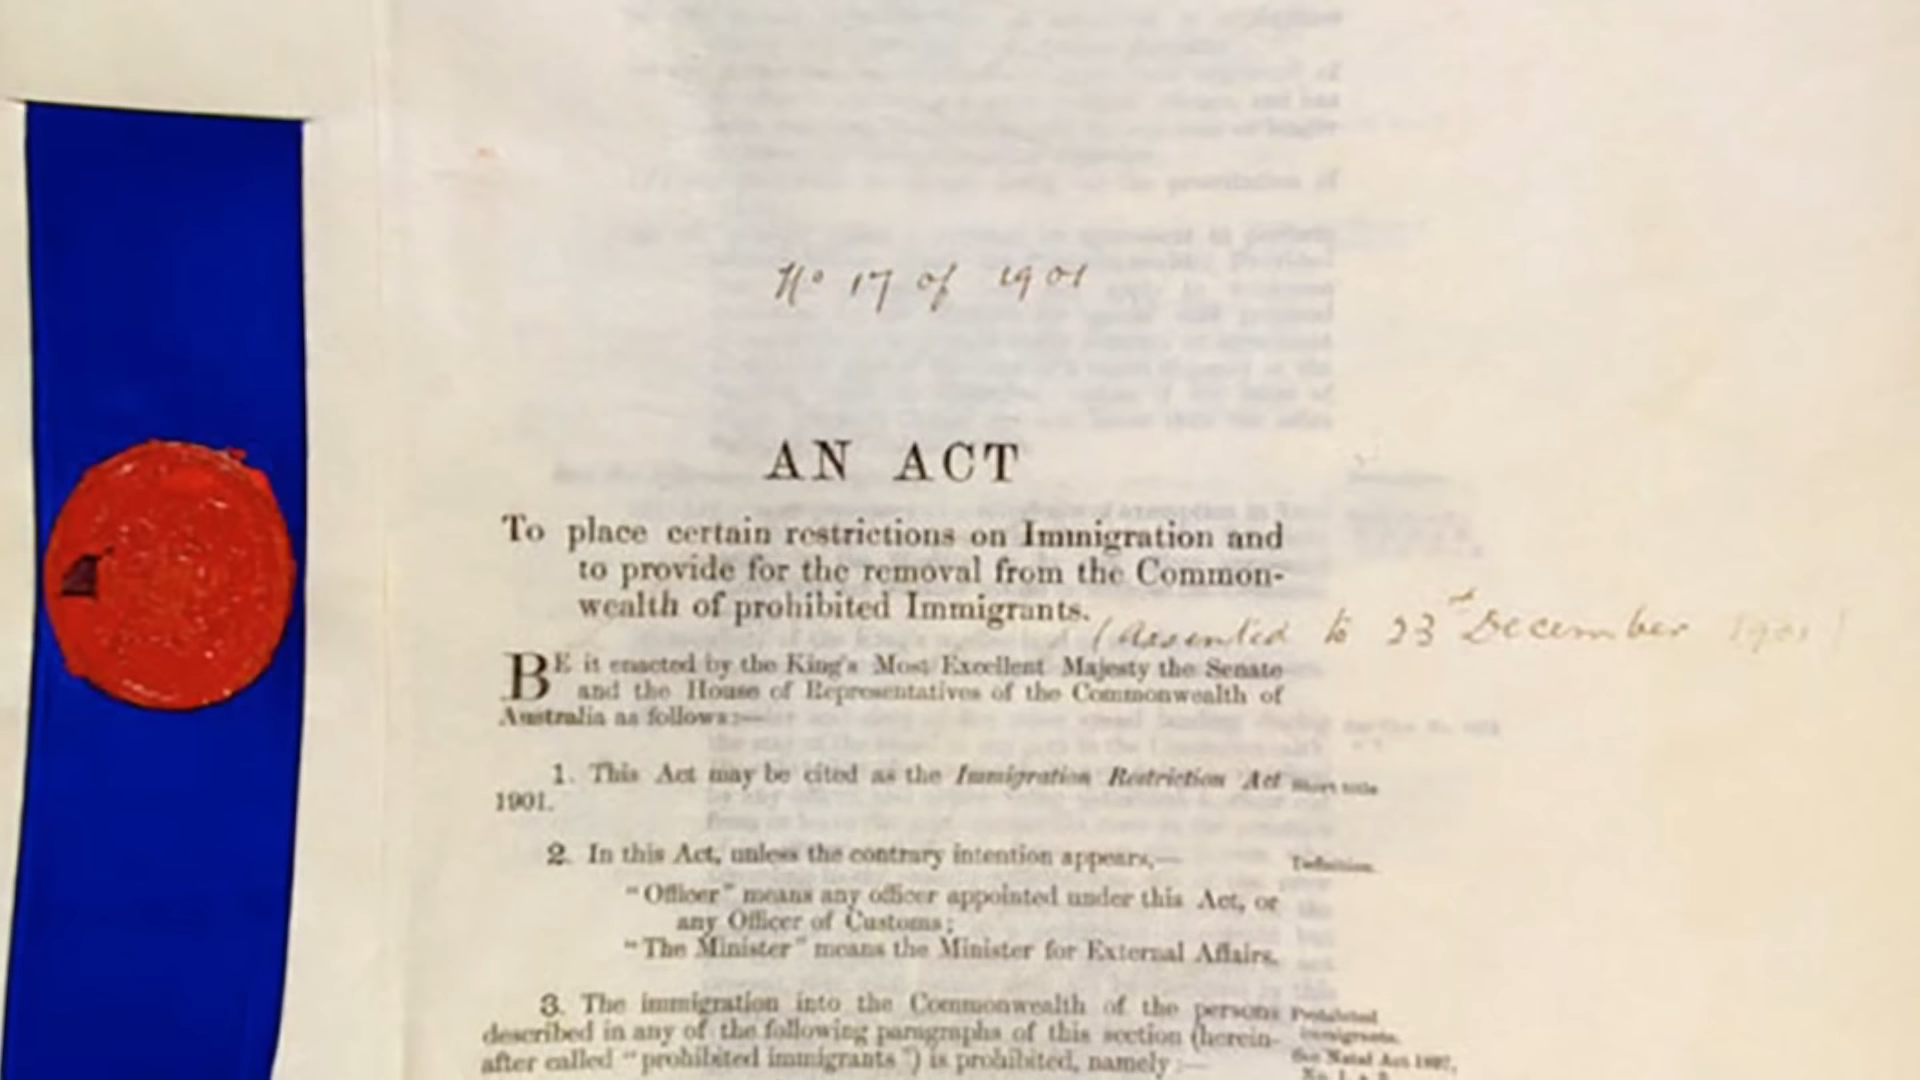 No 17 of 1901
AN ACT
To place certain restrictions on Immigration and
to provide for the removal from the Common-
wealth of prohibited Immigrants.
(Assented to 23rd December 1901)
BE it enacted by the King's Most Excellent Majesty the Senate
and the House of Representatives of the Commonwealth of
Australia as follows:—
1. This Act may be cited as the Immigration Restriction Act
1901.
Short title
2. In this Act, unless the contrary intention appears,—
Definition.
"Officer" means any officer appointed under this Act, or
any Officer of Customs;
"The Minister" means the Minister for External Affairs.
3. The immigration into the Commonwealth of the persons
described in any of the following paragraphs of this section (herein-
after called "prohibited immigrants") is prohibited, namely:—
Prohibited
immigrants.
Natal Act 1897,